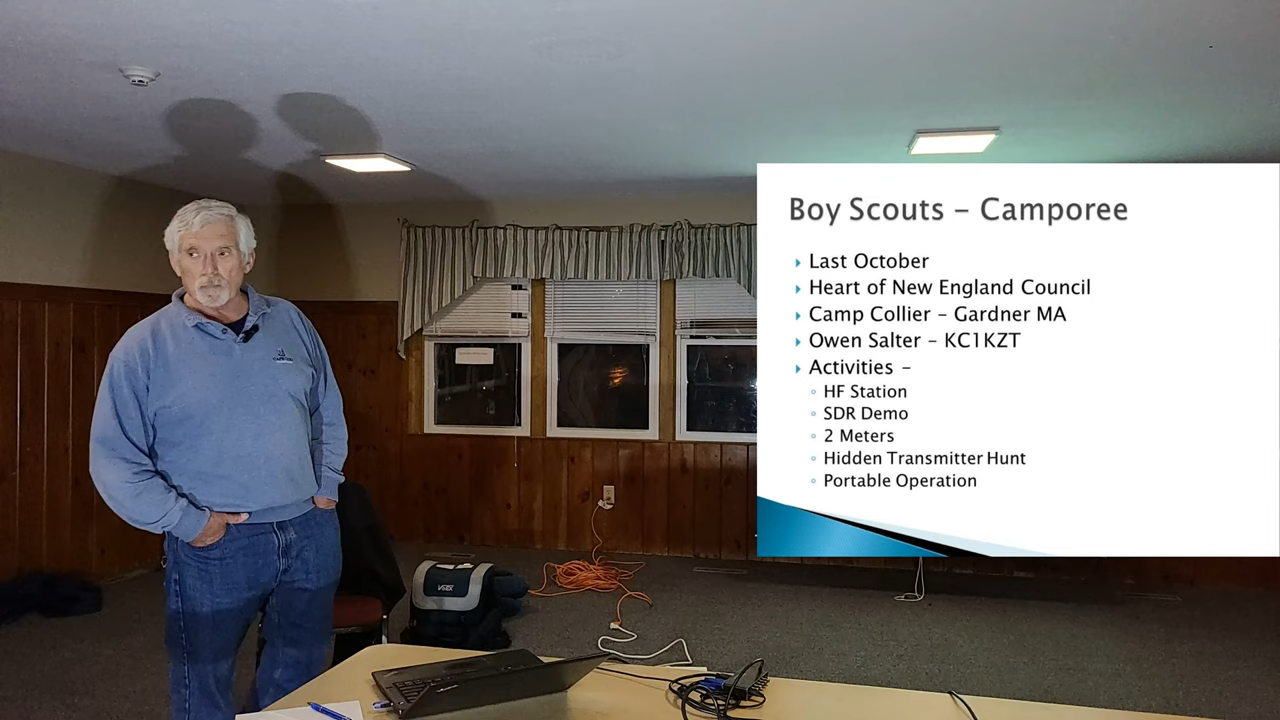 Boy Scouts – Camporee
Last October
Heart of New England Council
Camp Collier – Gardner MA
Owen Salter – KC1KZT
Activities –
HF Station
SDR Demo
2 Meters
Hidden Transmitter Hunt
Portable Operation